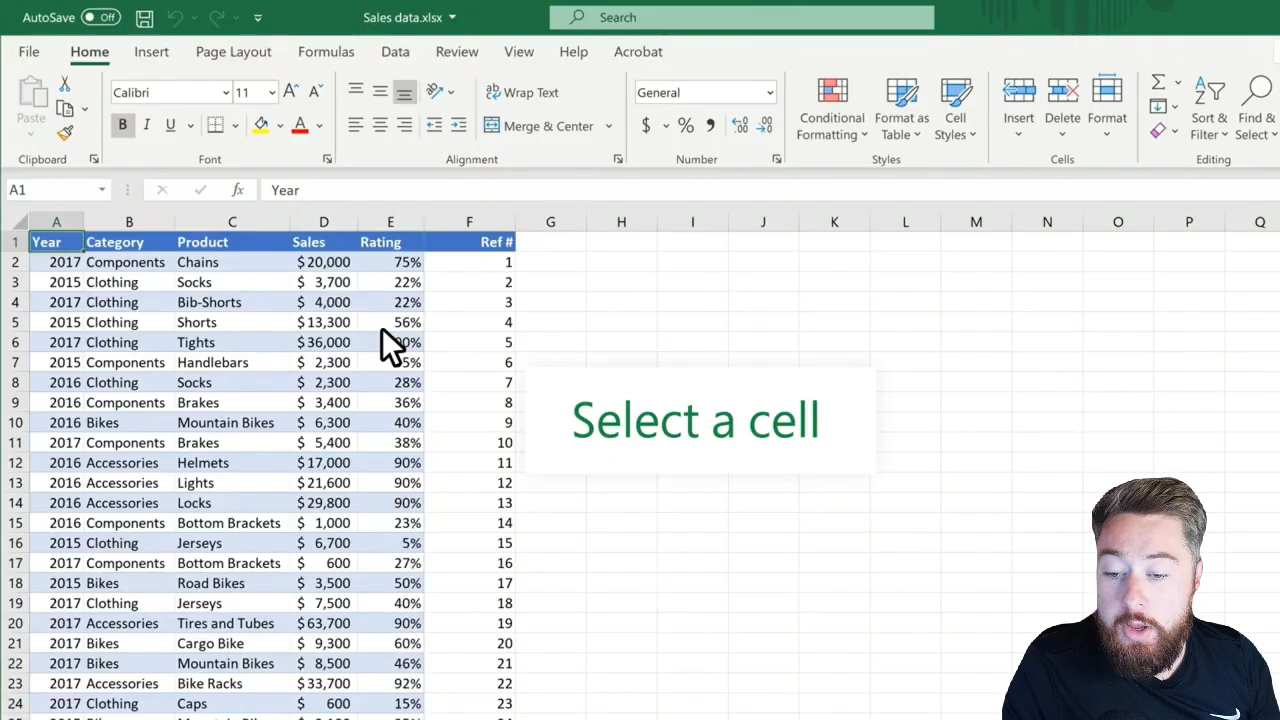 AutoSave Off Sales data.xlsx Search
File Home Insert Page Layout Formulas Data Review View Help Acrobat
Calibri 11 Wrap Text General
Paste B I U Merge & Center $ % Conditional Formatting Format as Table Cell Styles Insert Delete Format Sort & Filter Find & Select
Clipboard Font Alignment Number Styles Cells Editing
A1 fx Year
A B C D E F G H I J K L M N O P Q
1 Year Category Product Sales Rating Ref #
2 2017 Components Chains $ 20,000 75% 1
3 2015 Clothing Socks $ 3,700 22% 2
4 2017 Clothing Bib-Shorts $ 4,000 22% 3
5 2015 Clothing Shorts $ 13,300 56% 4
6 2017 Clothing Tights $ 36,000 5
7 2015 Components Handlebars $ 2,300 6
8 2016 Clothing Socks $ 2,300 28% 7
9 2016 Components Brakes $ 3,400 36% 8
10 2016 Bikes Mountain Bikes $ 6,300 40% 9
11 2017 Components Brakes $ 5,400 38% 10
12 2016 Accessories Helmets $ 17,000 90% 11
13 2016 Accessories Lights $ 21,600 90% 12
14 2016 Accessories Locks $ 29,800 90% 13
15 2016 Components Bottom Brackets $ 1,000 23% 14
16 2015 Clothing Jerseys $ 6,700 5% 15
17 2017 Components Bottom Brackets $ 600 27% 16
18 2015 Bikes Road Bikes $ 3,500 50% 17
19 2017 Clothing Jerseys $ 7,500 40% 18
20 2017 Accessories Tires and Tubes $ 63,700 90% 19
21 2017 Bikes Cargo Bike $ 9,300 60% 20
22 2017 Bikes Mountain Bikes $ 8,500 46% 21
23 2017 Accessories Bike Racks $ 33,700 92% 22
24 2017 Clothing Caps $ 600 15% 23
Select a cell